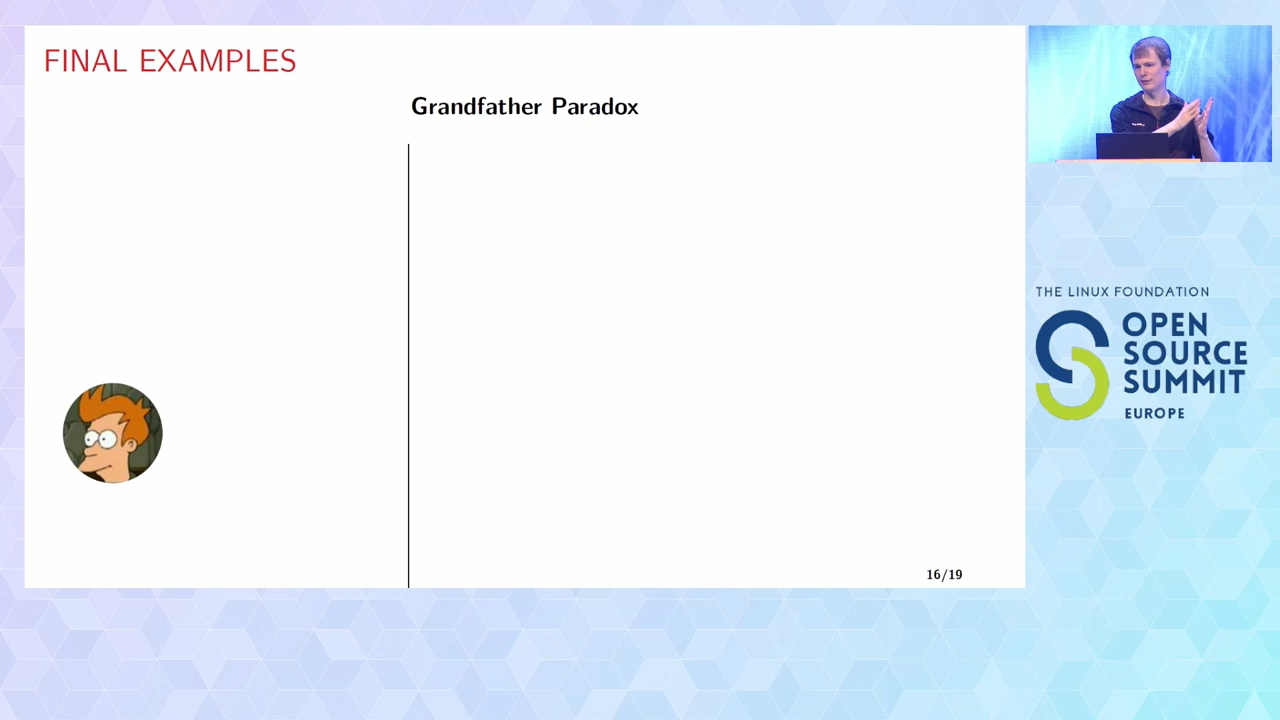 FINAL EXAMPLES
Grandfather Paradox
16/19
THE LINUX FOUNDATION
OPEN
SOURCE
SUMMIT
EUROPE